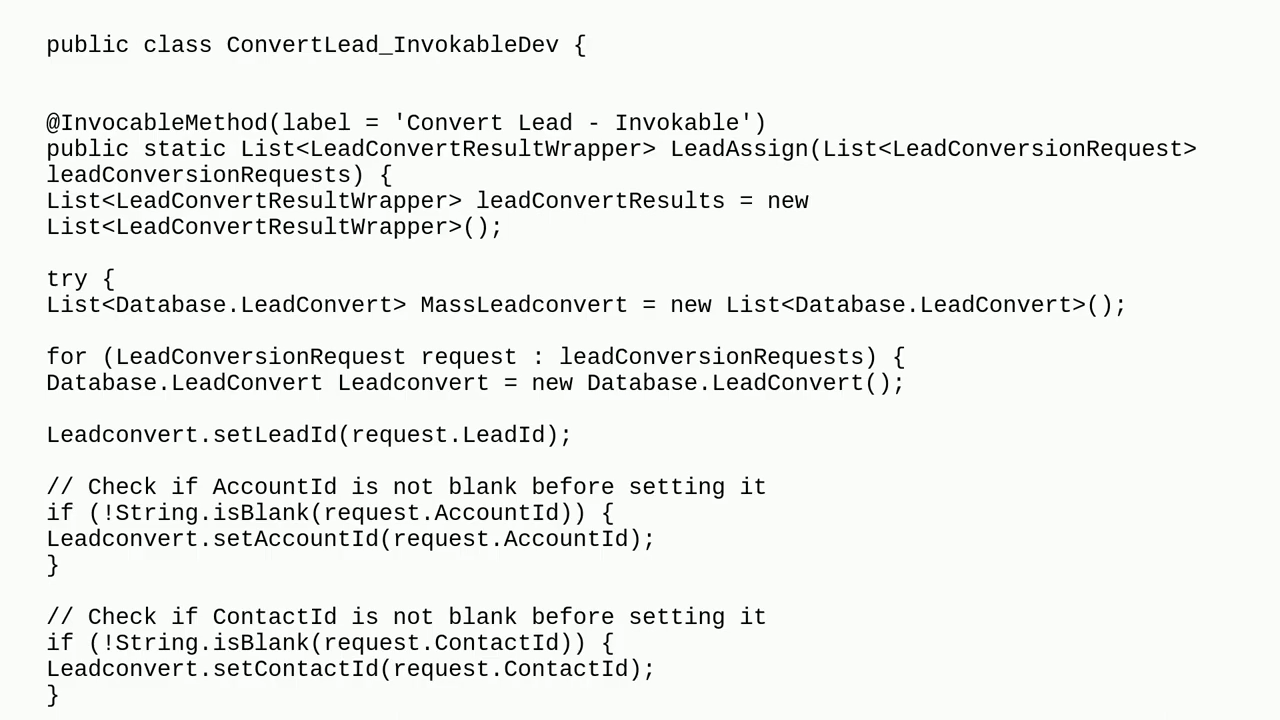 public class ConvertLead_InvokableDev {
@InvocableMethod(label = 'Convert Lead - Invokable')
public static List<LeadConvertResultWrapper> LeadAssign(List<LeadConversionRequest>
leadConversionRequests) {
List<LeadConvertResultWrapper> leadConvertResults = new
List<LeadConvertResultWrapper>();
try {
List<Database.LeadConvert> MassLeadconvert = new List<Database.LeadConvert>();
for (LeadConversionRequest request : leadConversionRequests) {
Database.LeadConvert Leadconvert = new Database.LeadConvert();
Leadconvert.setLeadId(request.LeadId);
// Check if AccountId is not blank before setting it
if (!String.isBlank(request.AccountId)) {
Leadconvert.setAccountId(request.AccountId);
}
// Check if ContactId is not blank before setting it
if (!String.isBlank(request.ContactId)) {
Leadconvert.setContactId(request.ContactId);
}